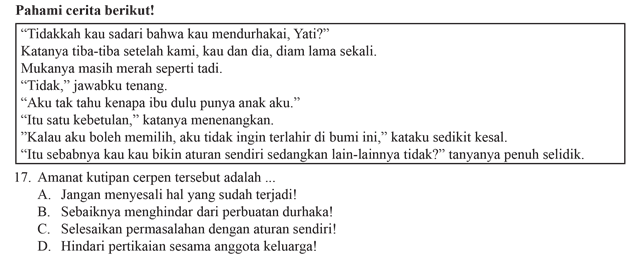 Pahami cerita berikut!
“Tidakkah kau sadari bahwa kau mendurhakai, Yati?”
Katanya tiba-tiba setelah kami, kau dan dia, diam lama sekali.
Mukanya masih merah seperti tadi.
“Tidak,” jawabku tenang.
“Aku tak tahu kenapa ibu dulu punya anak aku.”
“Itu satu kebetulan,” katanya menenangkan.
”Kalau aku boleh memilih, aku tidak ingin terlahir di bumi ini,” kataku sedikit kesal.
“Itu sebabnya kau kau bikin aturan sendiri sedangkan lain-lainnya tidak?” tanyanya penuh selidik.
17. Amanat kutipan cerpen tersebut adalah ...
A. Jangan menyesali hal yang sudah terjadi!
B. Sebaiknya menghindar dari perbuatan durhaka!
C. Selesaikan permasalahan dengan aturan sendiri!
D. Hindari pertikaian sesama anggota keluarga!